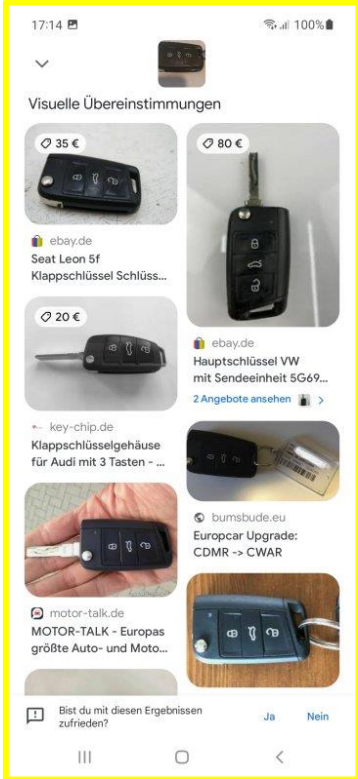 17:14
100%
Visuelle Übereinstimmungen
35 €
ebay.de
Seat Leon 5f
Klappschlüssel Schlüss...
20 €
key-chip.de
Klappschlüsselgehäuse
für Audi mit 3 Tasten - ...
motor-talk.de
MOTOR-TALK - Europas
größte Auto- und Moto...
80 €
ebay.de
Hauptschlüssel VW
mit Sendeeinheit 5G69...
2 Angebote ansehen
bumsbude.eu
Europcar Upgrade:
CDMR -> CWAR
Bist du mit diesen Ergebnissen
zufrieden?
Ja
Nein